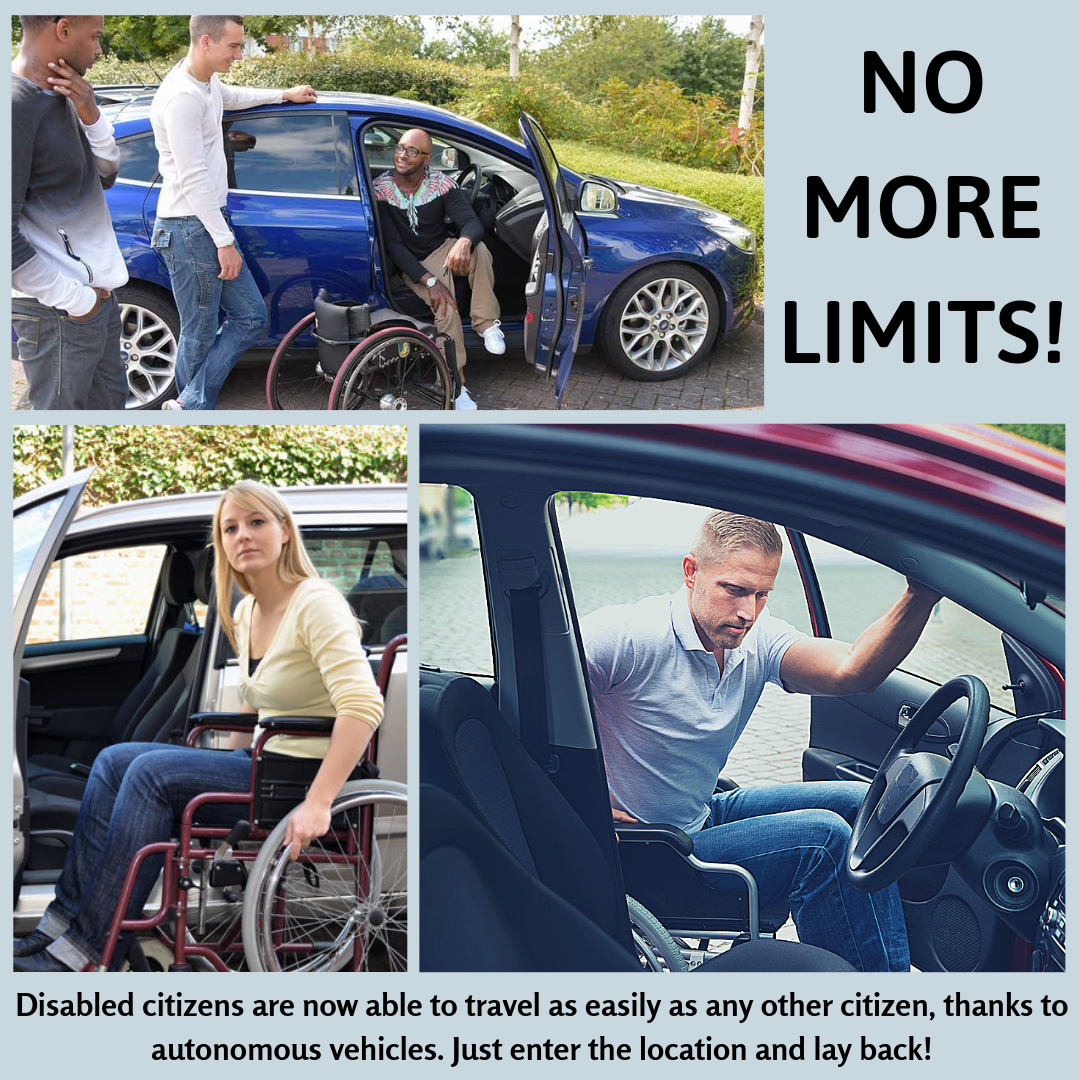 NO
MORE
LIMITS!
Disabled citizens are now able to travel as easily as any other citizen, thanks to
autonomous vehicles. Just enter the location and lay back!